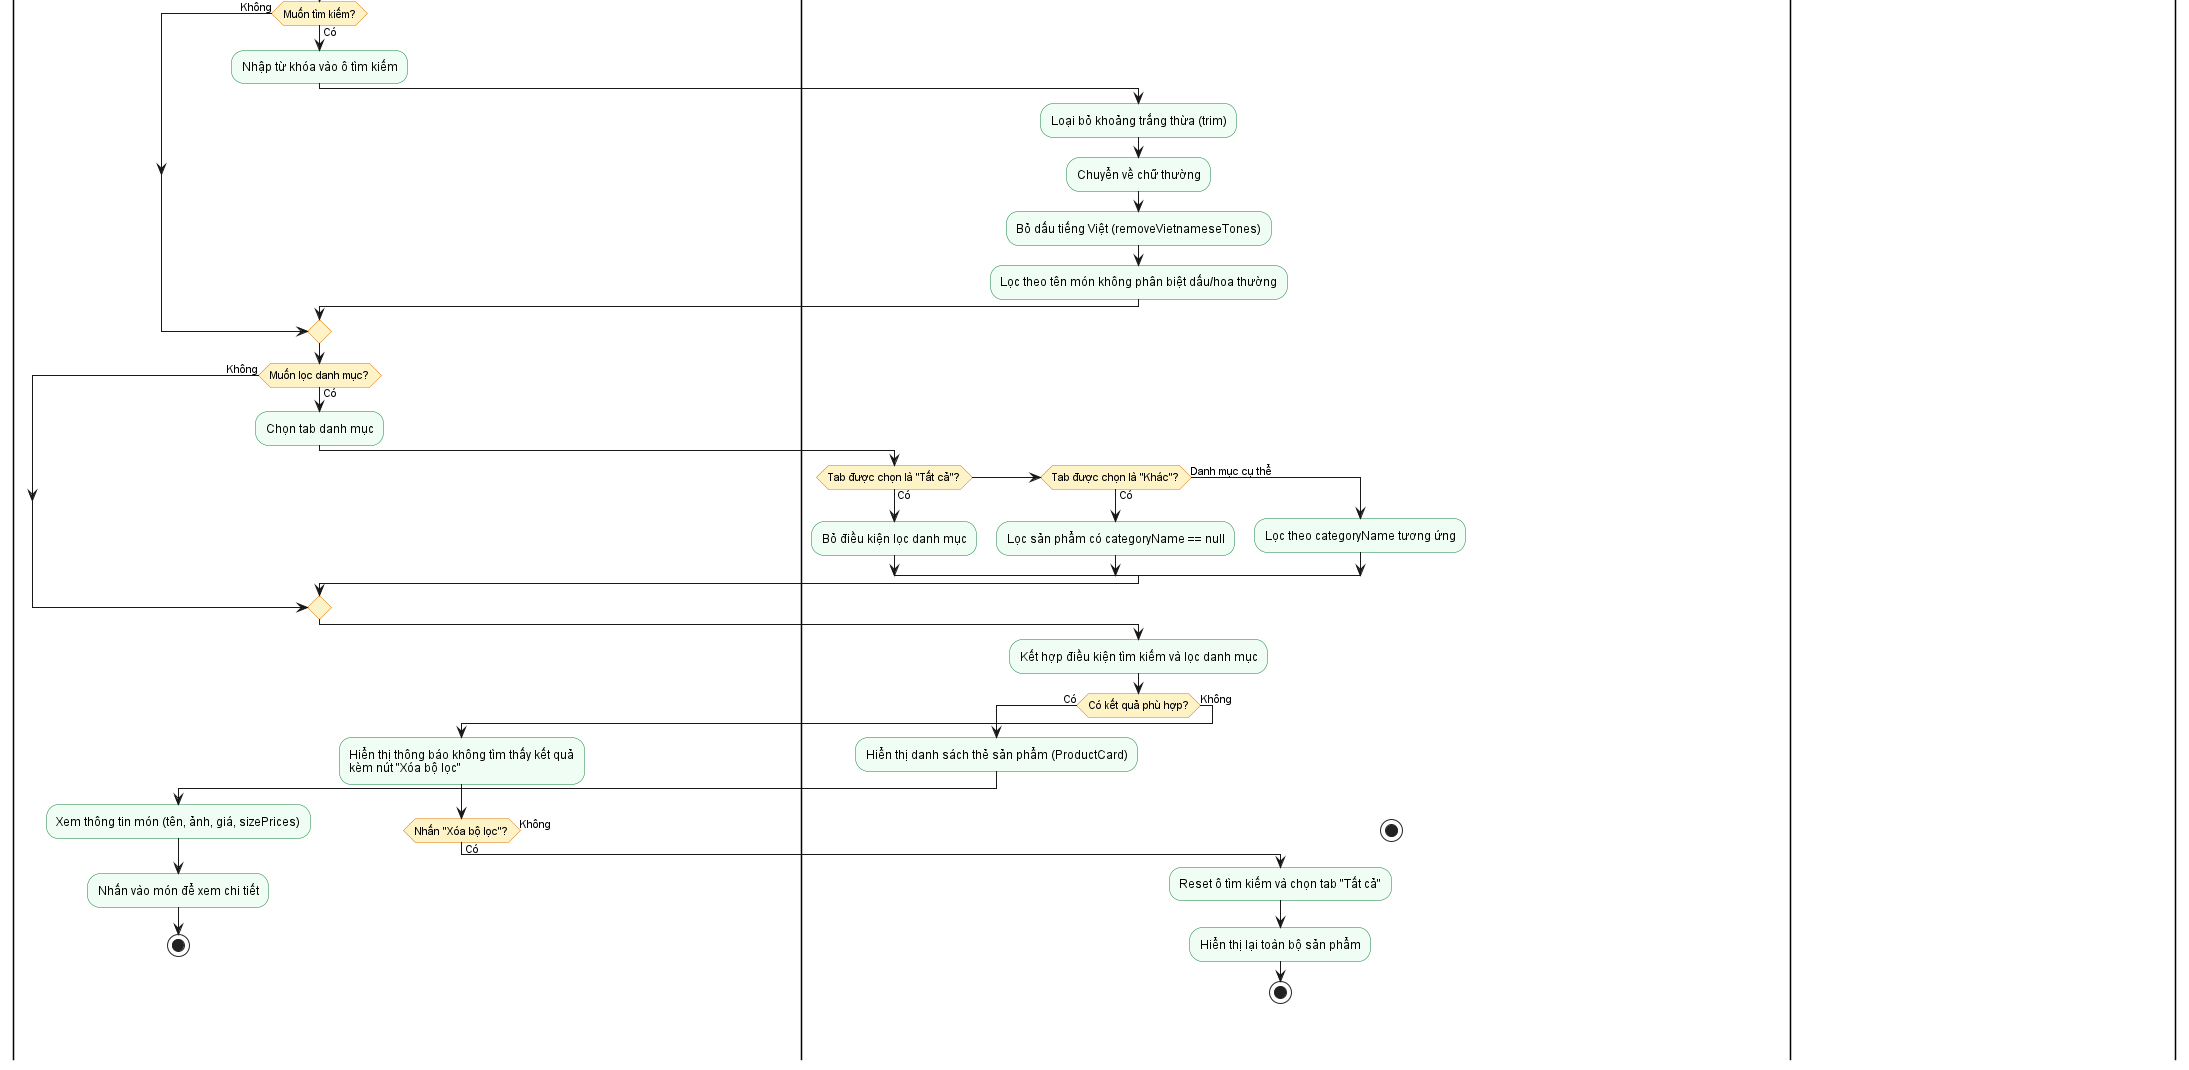 Không
Muốn tìm kiếm?
Có
Nhập từ khóa vào ô tìm kiếm
Loại bỏ khoảng trắng thừa (trim)
Chuyển về chữ thường
Bỏ dấu tiếng Việt (removeVietnameseTones)
Lọc theo tên món không phân biệt dấu/hoa thường
Không
Muốn lọc danh mục?
Có
Chọn tab danh mục
Tab được chọn là "Tất cả"?
Có
Tab được chọn là "Khác"?
Có
Danh mục cụ thể
Bỏ điều kiện lọc danh mục
Lọc sản phẩm có categoryName == null
Lọc theo categoryName tương ứng
Kết hợp điều kiện tìm kiếm và lọc danh mục
Có
Có kết quả phù hợp?
Không
Hiển thị thông báo không tìm thấy kết quả
kèm nút "Xóa bộ lọc"
Hiển thị danh sách thẻ sản phẩm (ProductCard)
Xem thông tin món (tên, ảnh, giá, sizePrices)
Nhấn "Xóa bộ lọc"?
Không
Có
Nhấn vào món để xem chi tiết
Reset ô tìm kiếm và chọn tab "Tất cả"
Hiển thị lại toàn bộ sản phẩm